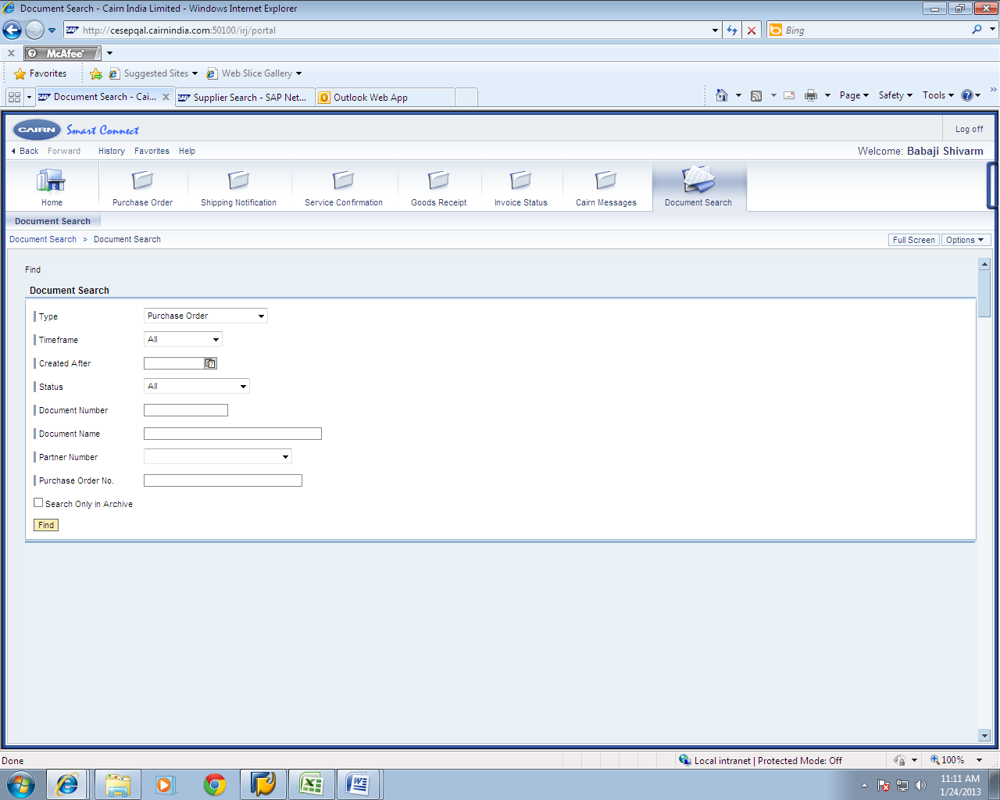 Document Search - Cairn India Limited - Windows Internet Explorer
http://cesepqal.cairnindia.com:50100/irj/portal
Bing
x McAfee
Favorites Suggested Sites Web Slice Gallery
Document Search - Cai... Supplier Search - SAP Net... Outlook Web App Page Safety Tools
CAIRN Smart Connect Log off
Back Forward History Favorites Help Welcome: Babaji Shivarm
Home Purchase Order Shipping Notification Service Confirmation Goods Receipt Invoice Status Cairn Messages Document Search
Document Search
Document Search > Document Search Full Screen Options
Find
Document Search
Type Purchase Order
Timeframe All
Created After
Status All
Document Number
Document Name
Partner Number
Purchase Order No.
Search Only in Archive
Find
Done Local intranet | Protected Mode: Off 100%
11:11 AM
1/24/2013